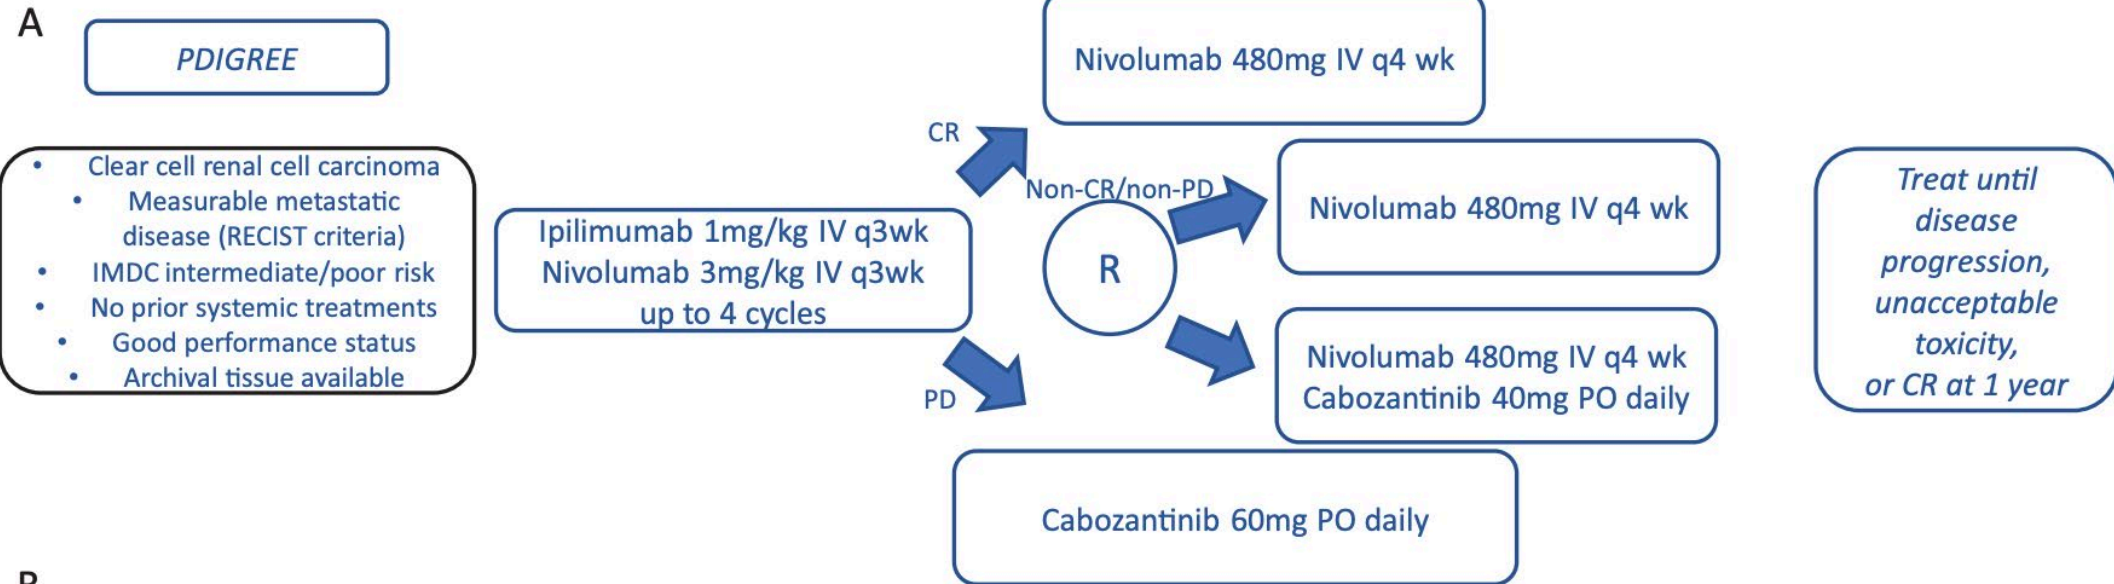 A
PDIGREE
• Clear cell renal cell carcinoma
• Measurable metastatic
disease (RECIST criteria)
• IMDC intermediate/poor risk
• No prior systemic treatments
• Good performance status
• Archival tissue available
Ipilimumab 1mg/kg IV q3wk
Nivolumab 3mg/kg IV q3wk
up to 4 cycles
CR
Nivolumab 480mg IV q4 wk
Non-CR/non-PD
R
Nivolumab 480mg IV q4 wk
Nivolumab 480mg IV q4 wk
Cabozantinib 40mg PO daily
PD
Cabozantinib 60mg PO daily
Treat until
disease
progression,
unacceptable
toxicity,
or CR at 1 year